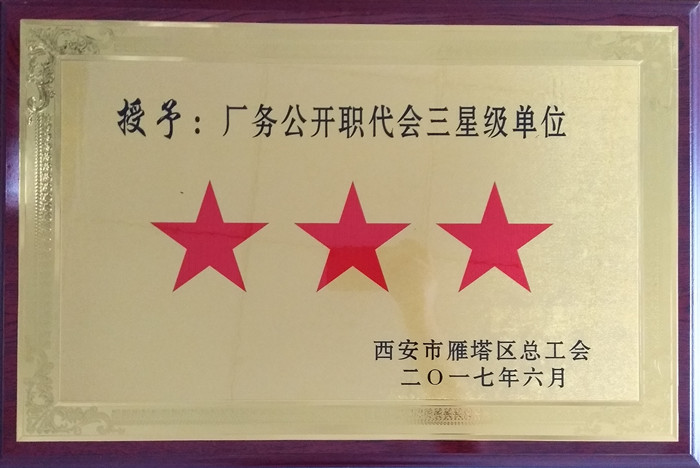 授予：厂务公开职代会三星级单位
西安市雁塔区总工会
二〇一七年六月